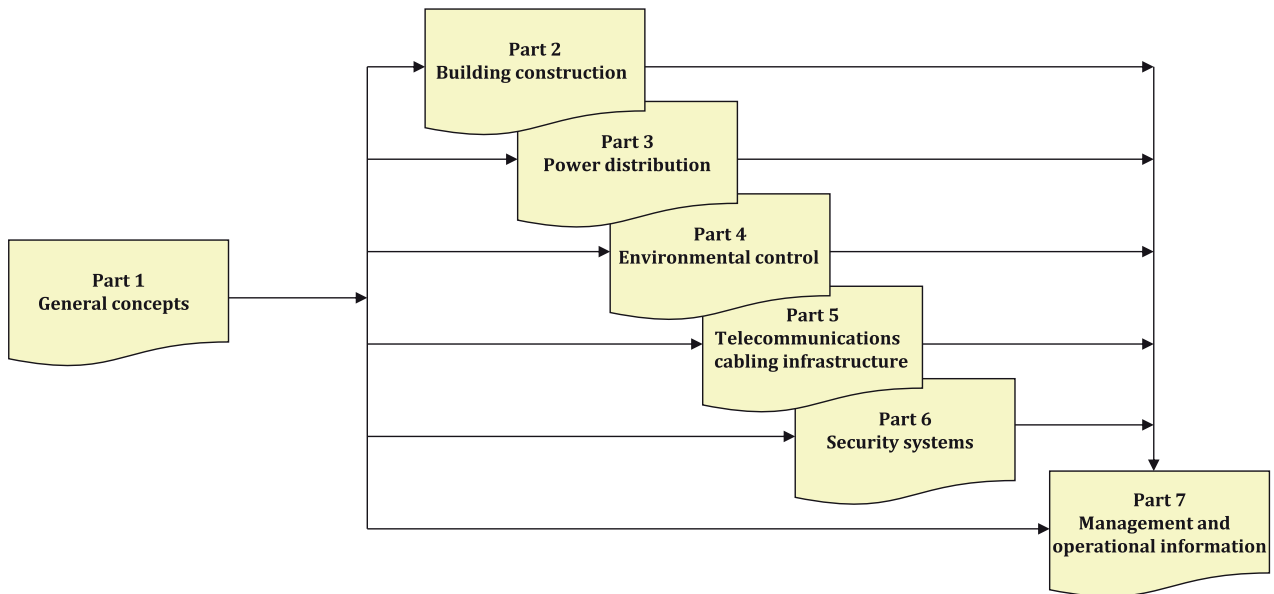 Part 2
Building construction
Part 3
Power distribution
Part 4
Environmental control
Part 1
General concepts
Part 5
Telecommunications
cabling infrastructure
Part 6
Security systems
Part 7
Management and
operational information